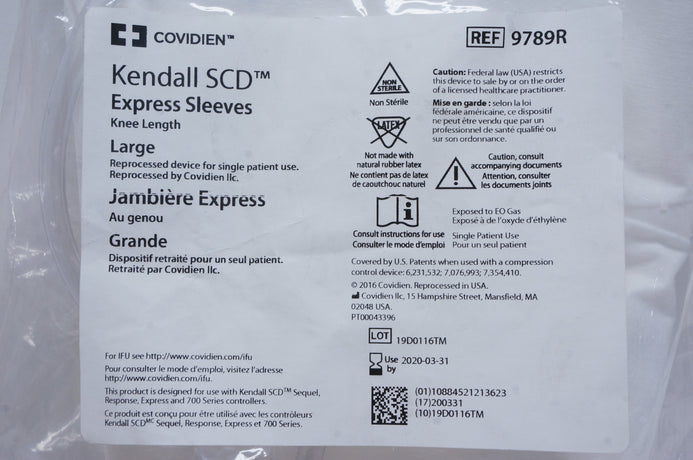 COVIDIEN™
REF 9789R
Kendall SCD™
Express Sleeves
Knee Length
Large
Reprocessed device for single patient use.
Reprocessed by Covidien llc.
Jambière Express
Au genou
Grande
Dispositif retraité pour un seul patient.
Retraité par Covidien llc.
For IFU see http://www.covidien.com/ifu
Pour consulter le mode d'emploi, visitez l'adresse
http://www.covidien.com/ifu.
This product is designed for use with Kendall SCD™ Sequel,
Response, Express and 700 Series controllers.
Ce produit est conçu pour être utilisé avec les contrôleurs
Kendall SCDMC Sequel, Response, Express et 700 Series.
NON
STERILE
Non Stérile
LATEX
Not made with
natural rubber latex
Ne contient pas de latex
de caoutchouc naturel
Caution: Federal law (USA) restricts
this device to sale by or on the order
of a licensed healthcare practitioner.
Mise en garde : selon la loi
fédérale américaine, ce dispositif
ne peut être vendu que par un
professionnel de santé qualifié ou
sur son ordonnance.
Caution, consult
accompanying documents
Attention, consulter
les documents joints
Consult instructions for use
Consulter le mode d'emploi
Exposed to EO Gas
Exposé à de l'oxyde d'éthylène
Single Patient Use
Pour un seul patient
Covered by U.S. Patents when used with a compression
control device: 6,231,532; 7,076,993; 7,354,410.
© 2016 Covidien. Reprocessed in USA.
Covidien llc, 15 Hampshire Street, Mansfield, MA
02048 USA.
PT00043396
LOT 19D0116TM
Use by 2020-03-31
(01)10884521213623
(17)200331
(10)19D0116TM